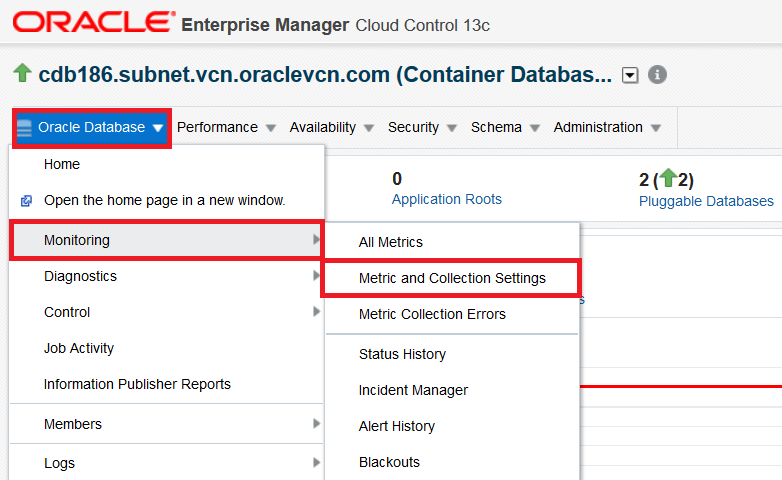 ORACLE Enterprise Manager Cloud Control 13c
cdb186.subnet.vcn.oraclevcn.com (Container Databas...
Oracle Database Performance Availability Security Schema Administration
Home
Open the home page in a new window.
Monitoring
Diagnostics
Control
Job Activity
Information Publisher Reports
Members
Logs
0
Application Roots
2 (2)
Pluggable Databases
All Metrics
Metric and Collection Settings
Metric Collection Errors
Status History
Incident Manager
Alert History
Blackouts